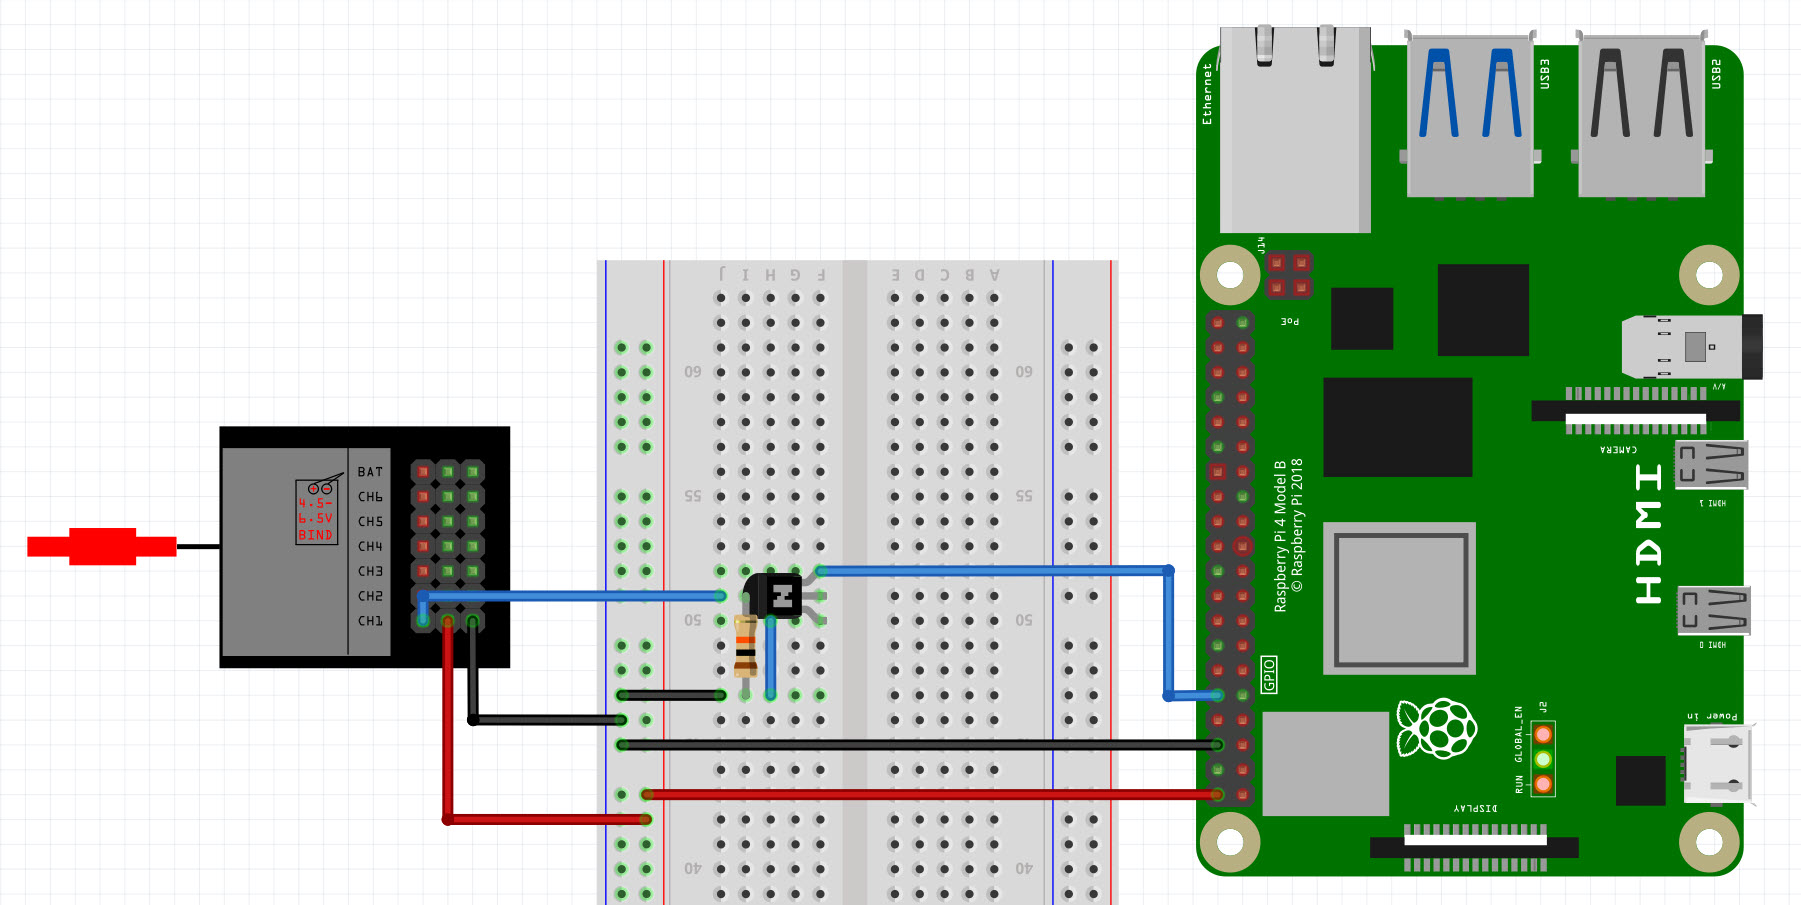 Ethernet
USB3
USB2
J14
PoE
J I H G F E D C B A
60 60
55 55
50 50
40 40
BAT
CH6
CH5
CH4
CH3
CH2
CH1
4.5-
6.5V
BIND
Raspberry Pi 4 Model B
© Raspberry Pi 2018
A/V
CAMERA
HDMI
HDMI 1
HDMI 0
GPIO
J2
GLOBAL_EN
RUN
Power in
DISPLAY